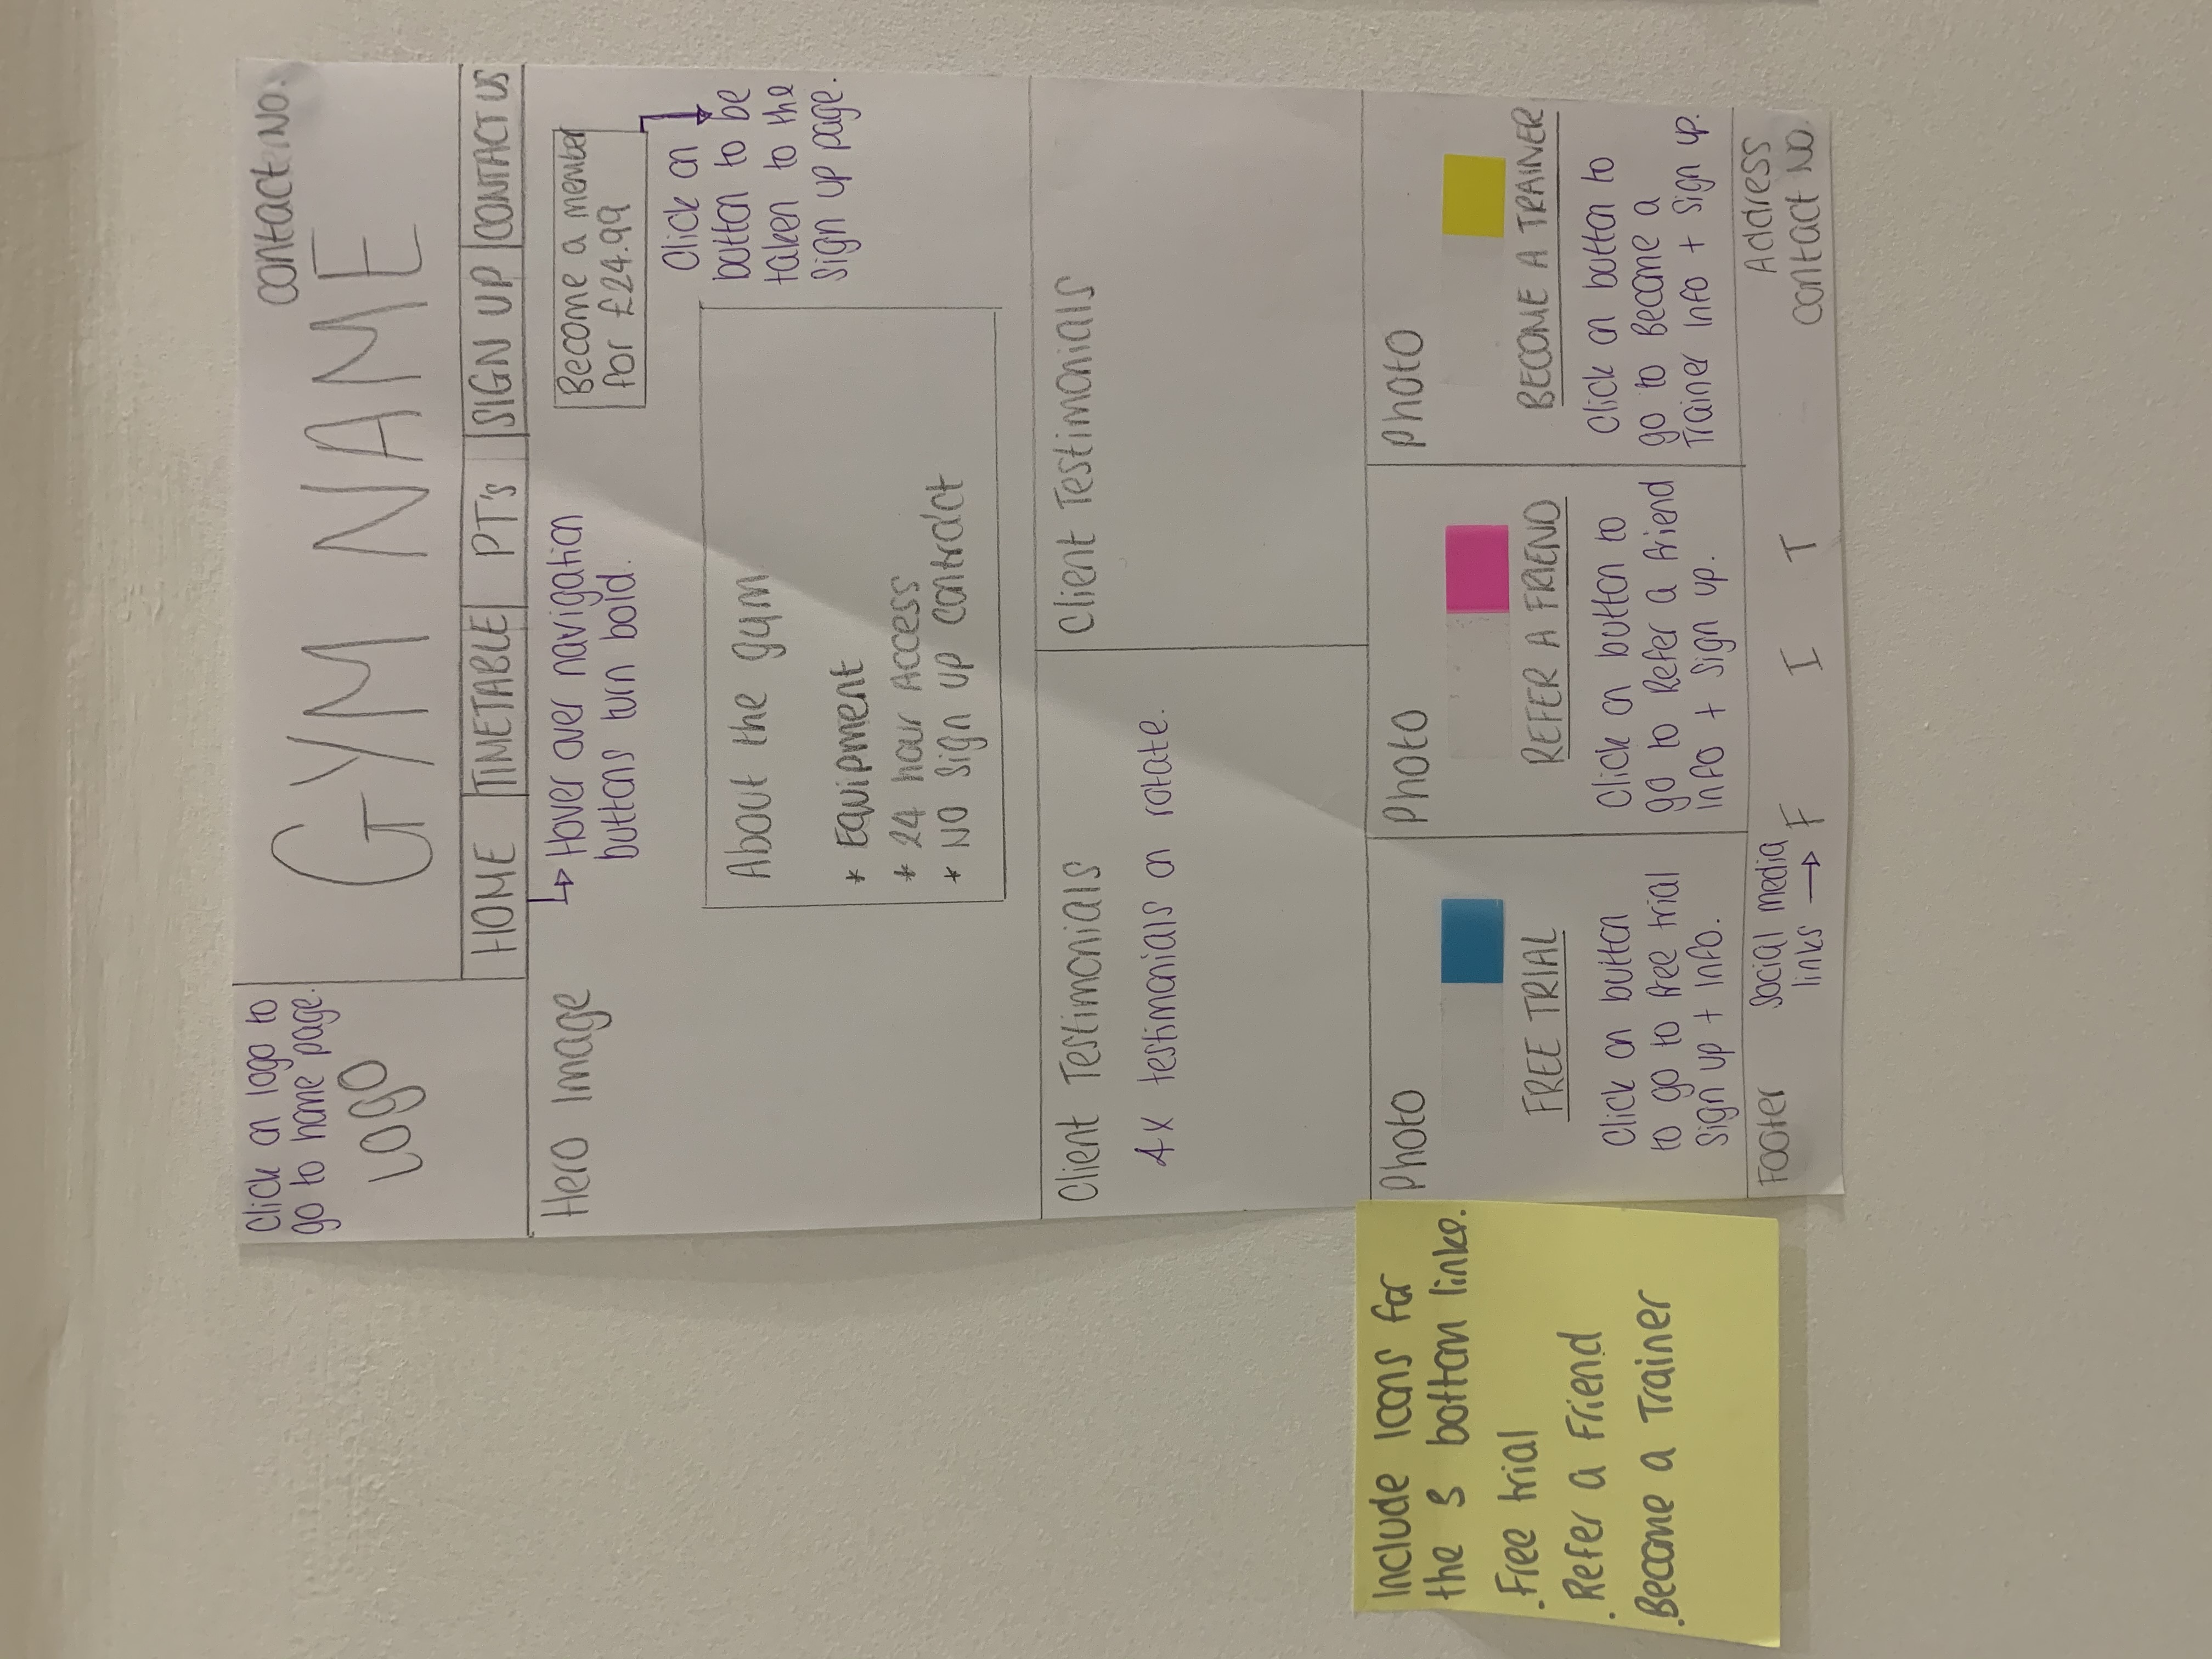 Click on logo to
go to home page.
Logo
Contact No.
GYM NAME
HOME
TIMETABLE
PT's
SIGN UP
CONTACT US
Hero Image
Hover over navigation
buttons turn bold.
Become a member
for £24.99
Click on
button to be
taken to the
sign up page.
About the gym
* Equipment
* 24 hour Access
* No sign up contract
Client Testimonials
4x testimonials on rotate.
Client Testimonials
Include Icons for
the 3 bottom links.
. Free trial
. Refer a Friend
. Become a Trainer
Photo
FREE TRIAL
Click on button
to go to free trial
sign up + Info.
Photo
REFER A FRIEND
Click on button to
go to Refer a friend
Info + sign up.
Photo
BECOME A TRAINER
Click on button to
go to Become a
Trainer Info + sign up.
Footer
Social media
links → F I T
Address
Contact No